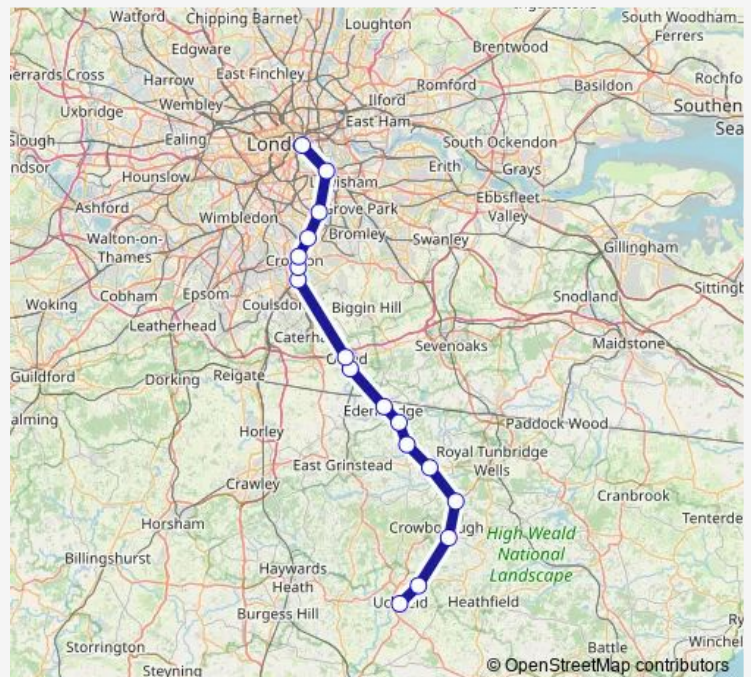 Watford
Chipping Barnet
Loughton
South Woodham
Ferrers
Edgware
Brentwood
errards Cross
Harrow
East Finchley
Romford
Basildon
Rochfo
Wembley
Ilford
Uxbridge
East Ham
Southen
Sea
Slough
Ealing
Lond
South Ockendon
ndsor
Hounslow
Erith
Grays
Ashford
Wimbledon
Grove Park
Ebbsfleet
Valley
Walton-on-
Thames
Bromley
Swanley
Gillingham
Epsom
Coulsdon
Biggin Hill
Snodland
Sittingb
Woking
Cobham
Leatherhead
Caterh
Sevenoaks
Maidstone
Guildford
Dorking
Reigate
Paddock Wood
alming
Horley
East Grinstead
Royal Tunbridge
Wells
Crawley
Cranbrook
Horsham
High Weald
National
Landscape
Tenterde
Billingshurst
Haywards
Heath
Heathfield
Burgess Hill
Ry
Storrington
Battle
Winchel
Steyning
© OpenStreetMap contributors